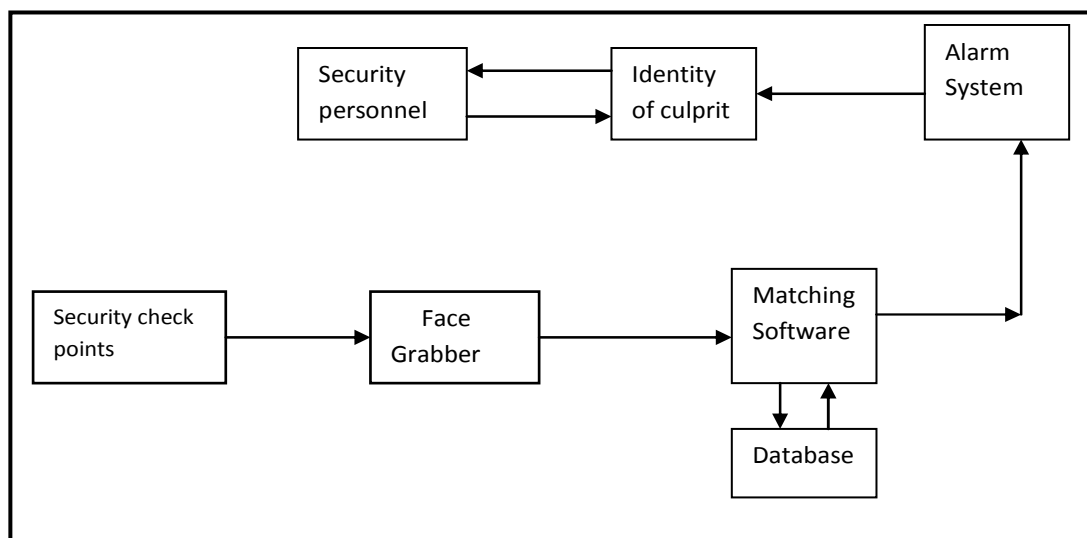 Security
personnel
Identity
of culprit
Alarm
System
Security check
points
Face
Grabber
Matching
Software
Database